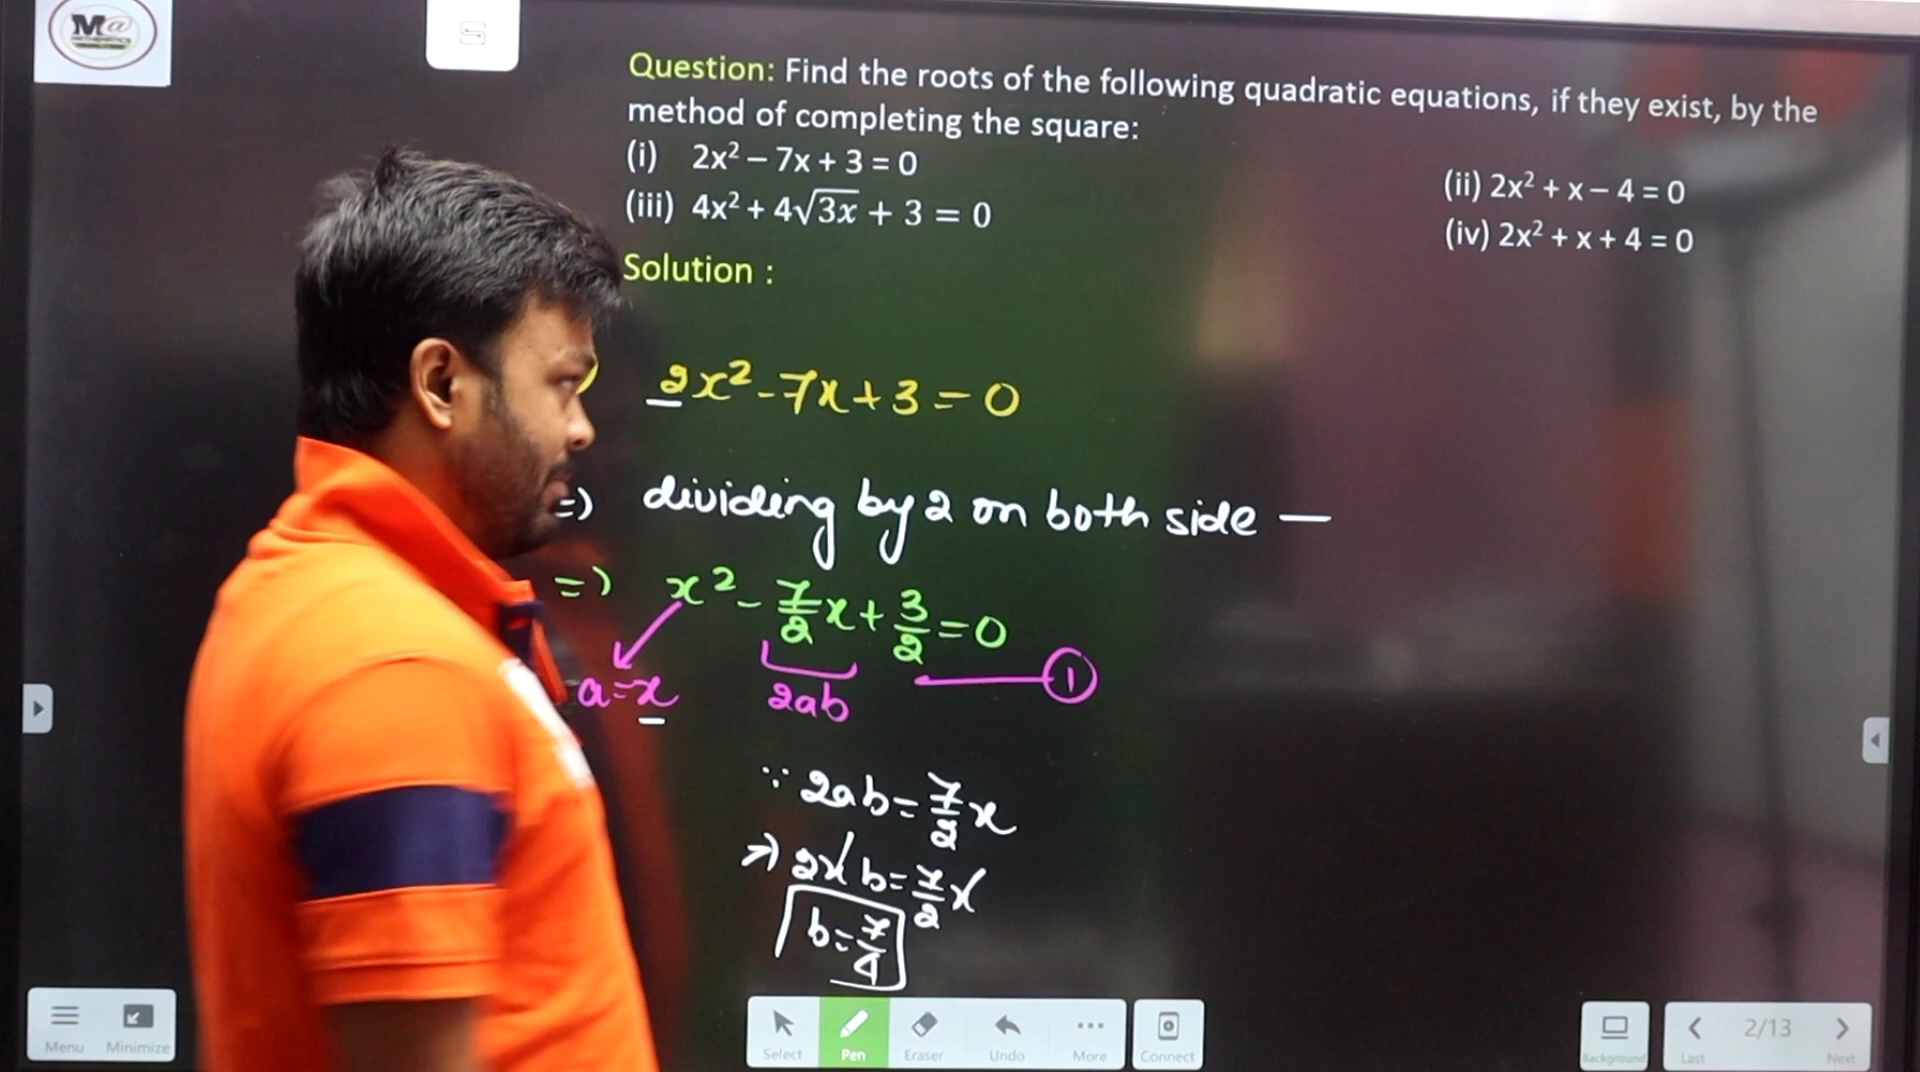 M@
Question: Find the roots of the following quadratic equations, if they exist, by the
method of completing the square:
(i) 2x² – 7x + 3 = 0
(ii) 2x² + x – 4 = 0
(iii) 4x² + 4√3x + 3 = 0
(iv) 2x² + x + 4 = 0
Solution :
2x² - 7x + 3 = 0
=) dividing by 2 on both side —
=) x² - 7/2 x + 3/2 = 0
a = x 2ab 1
∵ 2ab = 7/2 x
=) 2x b = 7/2 x
b = 7/4
Menu Minimize
Select Pen Eraser Undo More Connect
Background Last 2/13 Next